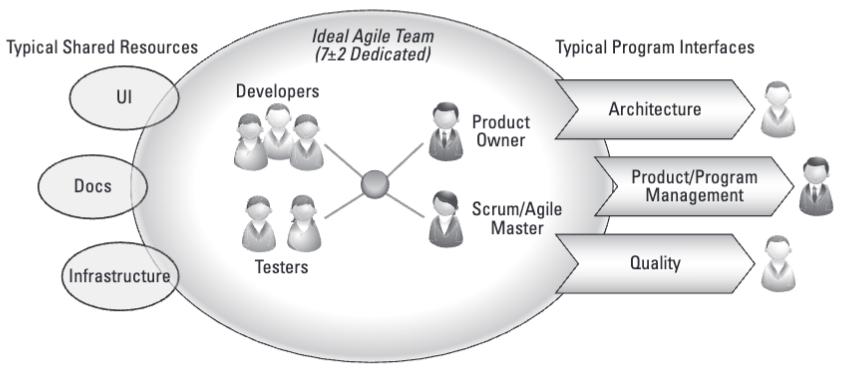 Typical Shared Resources
Ideal Agile Team
(7±2 Dedicated)
Typical Program Interfaces
UI
Developers
Product
Owner
Architecture
Docs
Product/Program
Management
Scrum/Agile
Master
Testers
Infrastructure
Quality